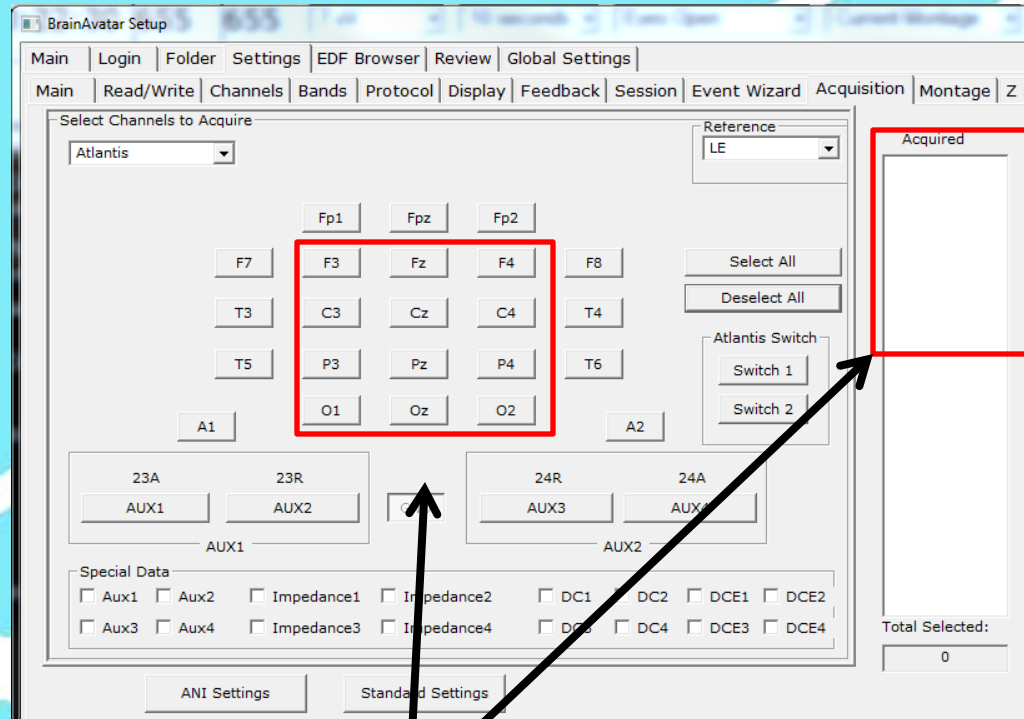 BrainAvatar Setup
Main Login Folder Settings EDF Browser Review Global Settings
Main Read/Write Channels Bands Protocol Display Feedback Session Event Wizard Acquisition Montage Z
Select Channels to Acquire
Reference
Acquired
Atlantis
LE
Fp1 Fpz Fp2
F7 F3 Fz F4 F8
Select All
Deselect All
T3 C3 Cz C4 T4
Atlantis Switch
T5 P3 Pz P4 T6
Switch 1
O1 Oz O2
Switch 2
A1 A2
23A 23R 24R 24A
AUX1 AUX2 AUX3 AUX4
AUX1 AUX2
Special Data
Aux1 Aux2 Impedance1 Impedance2 DC1 DC2 DCE1 DCE2
Aux3 Aux4 Impedance3 Impedance4 DC3 DC4 DCE3 DCE4
Total Selected:
0
ANI Settings Standard Settings